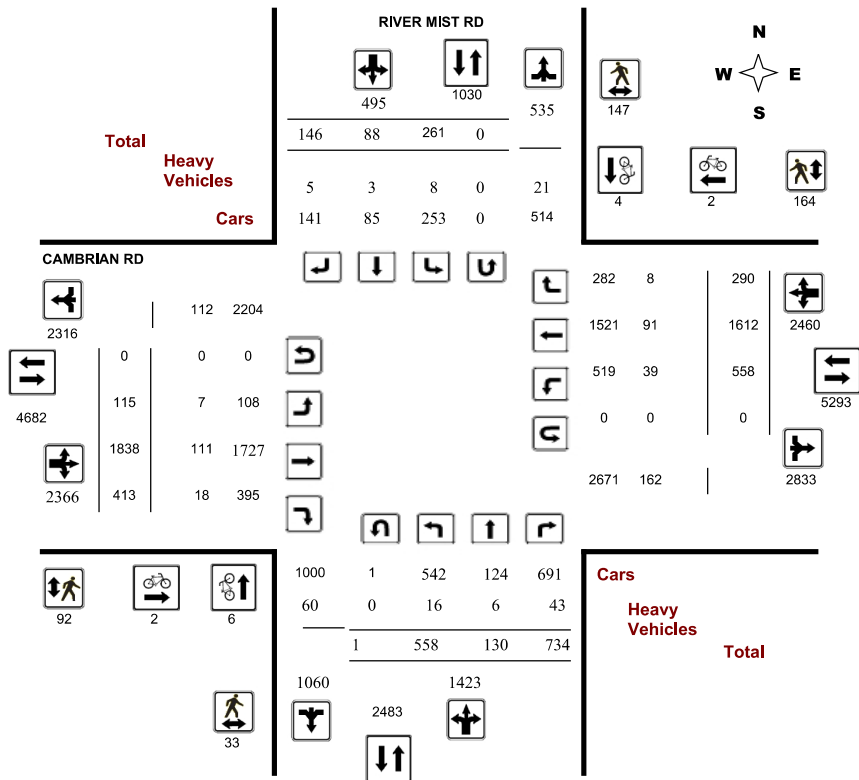 RIVER MIST RD
N
W E
S
495 1030 535 147
Total 146 88 261 0
Heavy
Vehicles
5 3 8 0 21
4 2 164
Cars 141 85 253 0 514
CAMBRIAN RD
282 8 290
2316 112 2204
2460
1521 91 1612
0 0 0
519 39 558
4682 115 7 108
5293
0 0 0
1838 111 1727
2671 162 2833
2366 413 18 395
1000 1 542 124 691 Cars
60 0 16 6 43 Heavy
Vehicles
92 2 6
1 558 130 734 Total
1060 1423
2483
33